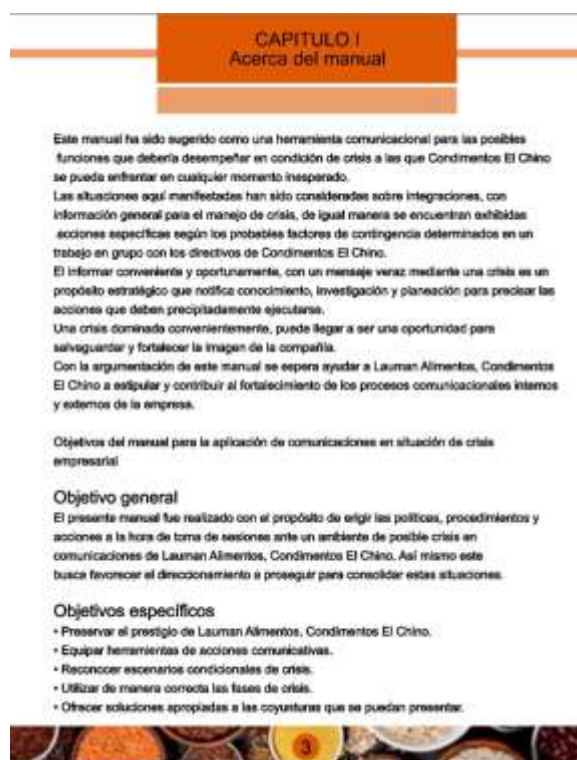 CAPITULO I
Acerca del manual
Este manual ha sido sugerido como una herramienta comunicacional para las posibles
funciones que debería desempeñar en condición de crisis a las que Condimentos El Chino
se pueda enfrentar en cualquier momento inesperado.
Las situaciones aquí manifestadas han sido consideradas sobre integraciones, con
información general para el manejo de crisis, de igual manera se encuentran exhibidas
acciones específicas según los probables factores de contingencia determinados en un
trabajo en grupo con los directivos de Condimentos El Chino.
El informar conveniente y oportunamente, con un mensaje veraz mediante una crisis es un
propósito estratégico que notifica conocimiento, investigación y planeación para precisar las
acciones que deben precipitadamente ejecutarse.
Una crisis dominada convenientemente, puede llegar a ser una oportunidad para
salvaguardar y fortalecer la imagen de la compañía.
Con la argumentación de este manual se espera ayudar a Lauman Alimentos, Condimentos
El Chino a estipular y contribuir al fortalecimiento de los procesos comunicacionales internos
y externos de la empresa.
Objetivos del manual para la aplicación de comunicaciones en situación de crisis
empresarial
Objetivo general
El presente manual fue realizado con el propósito de erigir las políticas, procedimientos y
acciones a la hora de toma de sesiones ante un ambiente de posible crisis en
comunicaciones de Lauman Alimentos, Condimentos El Chino. Así mismo este
busca favorecer el direccionamiento a proseguir para consolidar estas situaciones.
Objetivos específicos
• Preservar el prestigio de Lauman Alimentos, Condimentos El Chino.
• Equipar herramientas de acciones comunicativas.
• Reconocer escenarios condicionales de crisis.
• Utilizar de manera correcta las fases de crisis.
• Ofrecer soluciones apropiadas a las coyunturas que se puedan presentar.
3